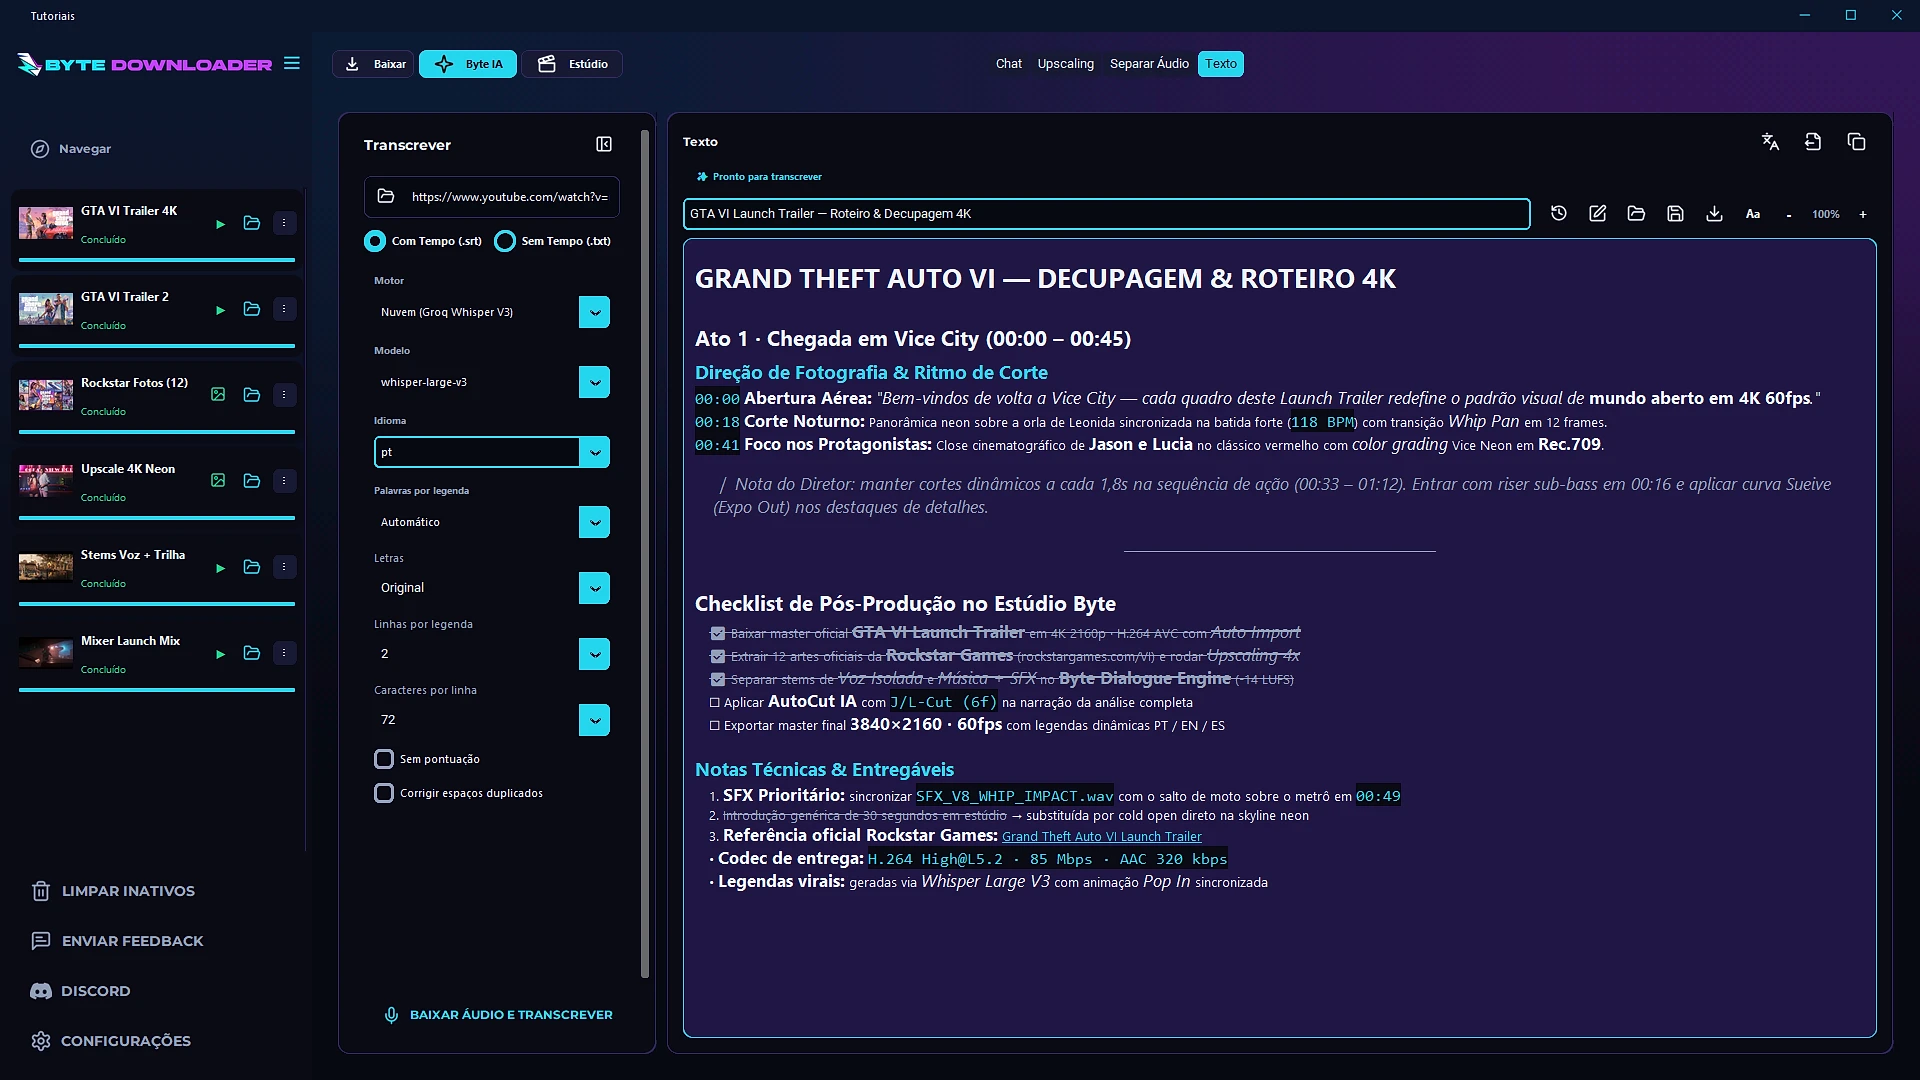 Tutoriais
BYTE DOWNLOADER
Baixar
Byte IA
Estúdio
Chat
Upscaling
Separar Áudio
Texto
Navegar
GTA VI Trailer 4K
Concluído
GTA VI Trailer 2
Concluído
Rockstar Fotos (12)
Concluído
Upscale 4K Neon
Concluído
Stems Voz + Trilha
Concluído
Mixer Launch Mix
Concluído
LIMPAR INATIVOS
ENVIAR FEEDBACK
DISCORD
CONFIGURAÇÕES
Transcrever
https://www.youtube.com/watch?v=
Com Tempo (.srt)
Sem Tempo (.txt)
Motor
Nuvem (Groq Whisper V3)
Modelo
whisper-large-v3
Idioma
pt
Palavras por legenda
Automático
Letras
Original
Linhas por legenda
2
Caracteres por linha
72
Sem pontuação
Corrigir espaços duplicados
BAIXAR ÁUDIO E TRANSCREVER
Texto
Pronto para transcrever
GTA VI Launch Trailer — Roteiro & Decupagem 4K
Aa - 100% +
GRAND THEFT AUTO VI — DECUPAGEM & ROTEIRO 4K
Ato 1 · Chegada em Vice City (00:00 – 00:45)
Direção de Fotografia & Ritmo de Corte
00:00 Abertura Aérea: "Bem-vindos de volta a Vice City — cada quadro deste Launch Trailer redefine o padrão visual de mundo aberto em 4K 60fps."
00:18 Corte Noturno: Panorâmica neon sobre a orla de Leonida sincronizada na batida forte (118 BPM) com transição Whip Pan em 12 frames.
00:41 Foco nos Protagonistas: Close cinematográfico de Jason e Lucia no clássico vermelho com color grading Vice Neon em Rec.709.
| Nota do Diretor: manter cortes dinâmicos a cada 1,8s na sequência de ação (00:33 – 01:12). Entrar com riser sub-bass em 00:16 e aplicar curva Sueive
(Expo Out) nos destaques de detalhes.
Checklist de Pós-Produção no Estúdio Byte
☑ Baixar master oficial GTA VI Launch Trailer em 4K 2160p · H.264 AVC com Auto Import
☑ Extrair 12 artes oficiais da Rockstar Games (rockstargames.com/VI) e rodar Upscaling 4x
☑ Separar stems de Voz Isolada e Música + SFX no Byte Dialogue Engine (-14 LUFS)
☐ Aplicar AutoCut IA com J/L-Cut (6f) na narração da análise completa
☐ Exportar master final 3840×2160 · 60fps com legendas dinâmicas PT / EN / ES
Notas Técnicas & Entregáveis
1. SFX Prioritário: sincronizar SFX_V8_WHIP_IMPACT.wav com o salto de moto sobre o metrô em 00:49
2. Introdução genérica de 30 segundos em estúdio → substituída por cold open direto na skyline neon
3. Referência oficial Rockstar Games: Grand Theft Auto VI Launch Trailer
· Codec de entrega: H.264 High@L5.2 · 85 Mbps · AAC 320 kbps
· Legendas virais: geradas via Whisper Large V3 com animação Pop In sincronizada